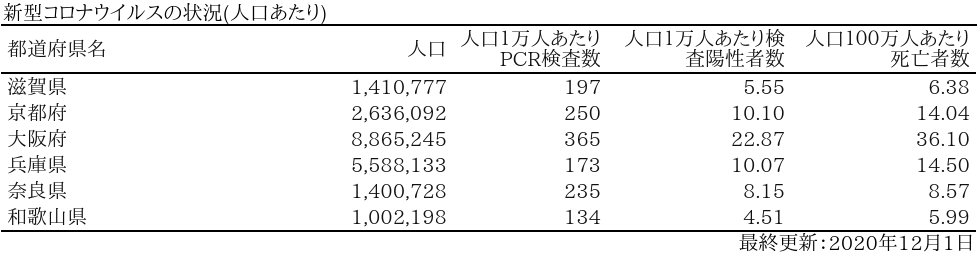 新型コロナウイルスの状況(人口あたり)
都道府県名 人口 人口1万人あたりPCR検査数 人口1万人あたり検査陽性者数 人口100万人あたり死亡者数
滋賀県 1,410,777 197 5.55 6.38
京都府 2,636,092 250 10.10 14.04
大阪府 8,865,245 365 22.87 36.10
兵庫県 5,588,133 173 10.07 14.50
奈良県 1,400,728 235 8.15 8.57
和歌山県 1,002,198 134 4.51 5.99
最終更新：2020年12月1日